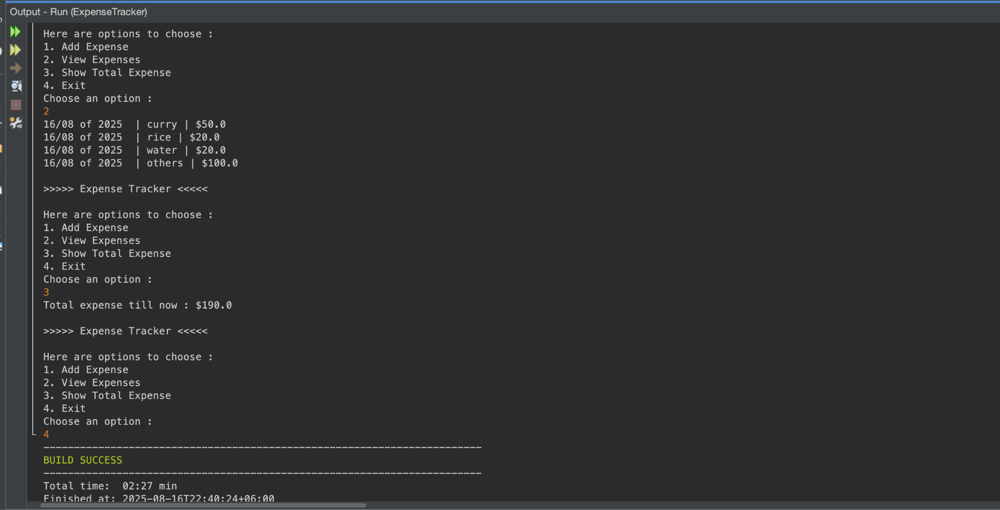 Output - Run (ExpenseTracker)
Here are options to choose :
1. Add Expense
2. View Expenses
3. Show Total Expense
4. Exit
Choose an option :
2
16/08 of 2025  | curry | $50.0
16/08 of 2025  | rice | $20.0
16/08 of 2025  | water | $20.0
16/08 of 2025  | others | $100.0
>>>>> Expense Tracker <<<<<
Here are options to choose :
1. Add Expense
2. View Expenses
3. Show Total Expense
4. Exit
Choose an option :
3
Total expense till now : $190.0
>>>>> Expense Tracker <<<<<
Here are options to choose :
1. Add Expense
2. View Expenses
3. Show Total Expense
4. Exit
Choose an option :
4
------------------------------------------------------------------------
BUILD SUCCESS
------------------------------------------------------------------------
Total time:  02:27 min
Finished at: 2025-08-16T22:40:24+06:00